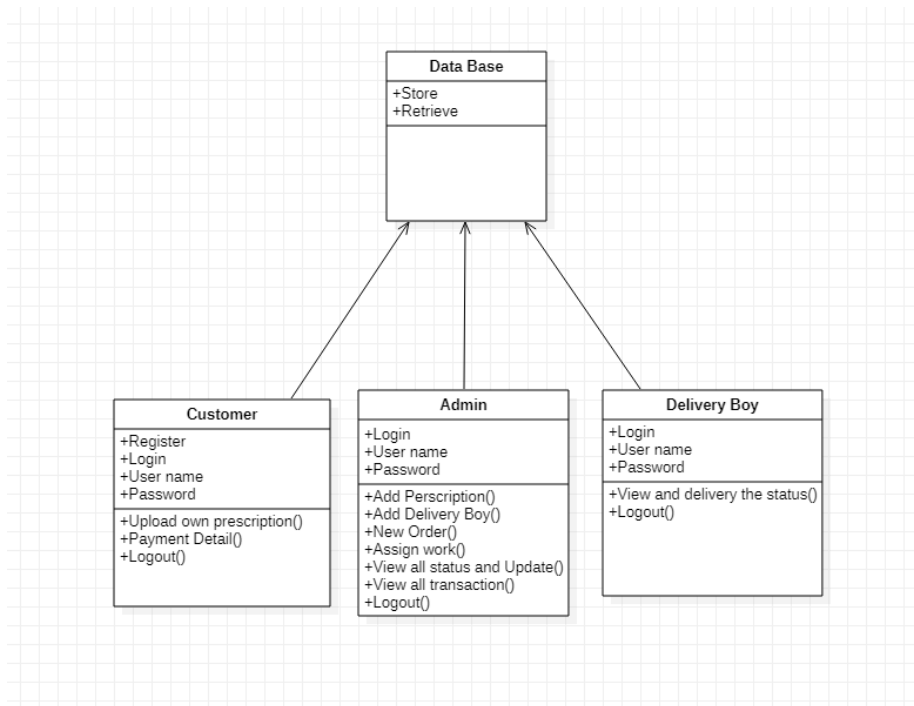 Data Base
+Store
+Retrieve
Customer
+Register
+Login
+User name
+Password
+Upload own prescription()
+Payment Detail()
+Logout()
Admin
+Login
+User name
+Password
+Add Perscription()
+Add Delivery Boy()
+New Order()
+Assign work()
+View all status and Update()
+View all transaction()
+Logout()
Delivery Boy
+Login
+User name
+Password
+View and delivery the status()
+Logout()